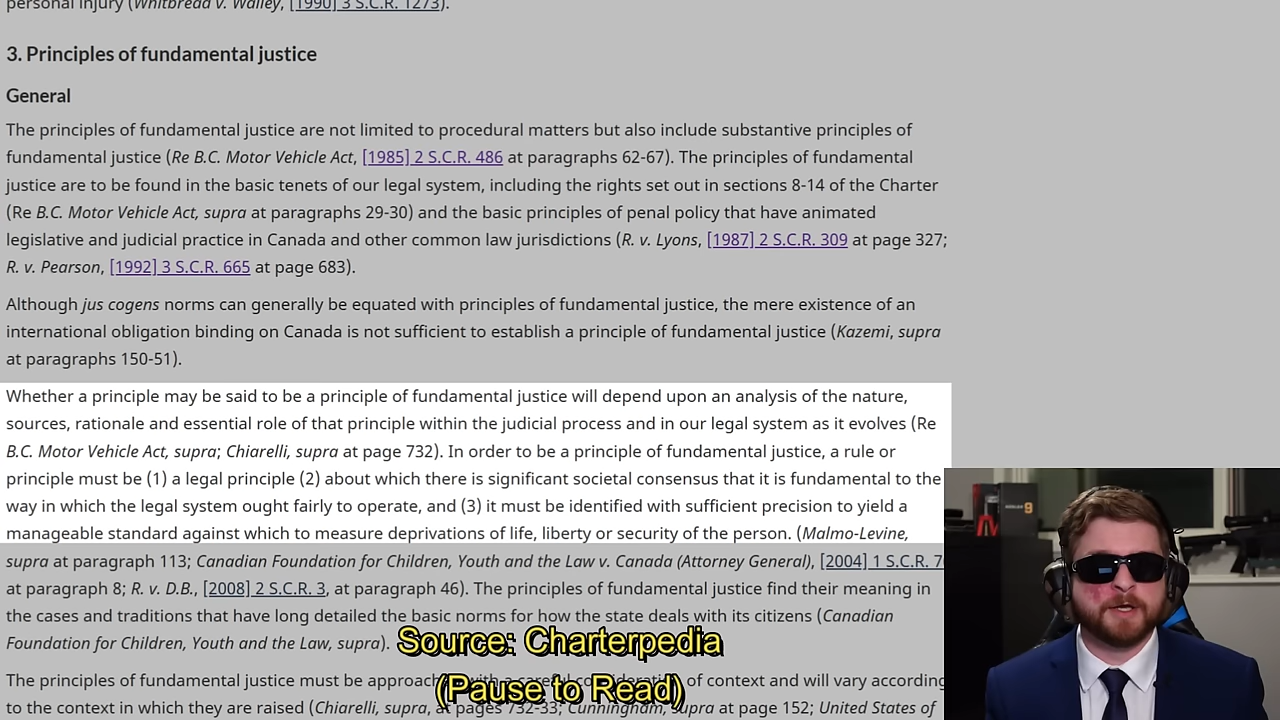 personal injury (Whitbread v. Walley, [1990] 3 S.C.R. 1273).
3. Principles of fundamental justice
General
The principles of fundamental justice are not limited to procedural matters but also include substantive principles of
fundamental justice (Re B.C. Motor Vehicle Act, [1985] 2 S.C.R. 486 at paragraphs 62-67). The principles of fundamental
justice are to be found in the basic tenets of our legal system, including the rights set out in sections 8-14 of the Charter
(Re B.C. Motor Vehicle Act, supra at paragraphs 29-30) and the basic principles of penal policy that have animated
legislative and judicial practice in Canada and other common law jurisdictions (R. v. Lyons, [1987] 2 S.C.R. 309 at page 327;
R. v. Pearson, [1992] 3 S.C.R. 665 at page 683).
Although jus cogens norms can generally be equated with principles of fundamental justice, the mere existence of an
international obligation binding on Canada is not sufficient to establish a principle of fundamental justice (Kazemi, supra
at paragraphs 150-51).
Whether a principle may be said to be a principle of fundamental justice will depend upon an analysis of the nature,
sources, rationale and essential role of that principle within the judicial process and in our legal system as it evolves (Re
B.C. Motor Vehicle Act, supra; Chiarelli, supra at page 732). In order to be a principle of fundamental justice, a rule or
principle must be (1) a legal principle (2) about which there is significant societal consensus that it is fundamental to the
way in which the legal system ought fairly to operate, and (3) it must be identified with sufficient precision to yield a
manageable standard against which to measure deprivations of life, liberty or security of the person. (Malmo-Levine,
supra at paragraph 113; Canadian Foundation for Children, Youth and the Law v. Canada (Attorney General), [2004] 1 S.C.R. 7
at paragraph 8; R. v. D.B., [2008] 2 S.C.R. 3, at paragraph 46). The principles of fundamental justice find their meaning in
the cases and traditions that have long detailed the basic norms for how the state deals with its citizens (Canadian
Foundation for Children, Youth and the Law, supra).
Source: Charterpedia
(Pause to Read)
The principles of fundamental justice must be approached with a careful consideration of context and will vary according
to the context in which they are raised (Chiarelli, supra, at pages 732-33; Cunningham, supra at page 152; United States of